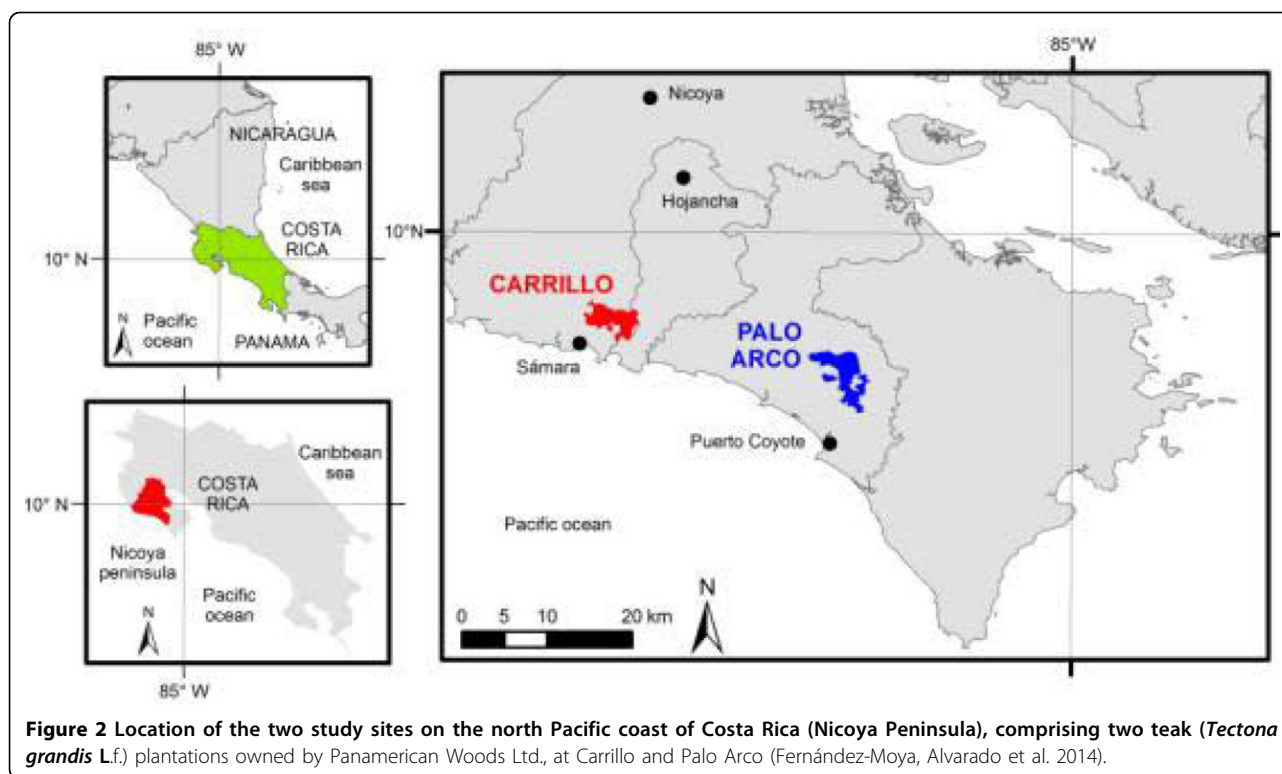 85° W
NICARAGUA
Caribbean
sea
COSTA
RICA
10° N
N
Pacific
ocean
PANAMA
Caribbean
sea
COSTA
RICA
10° N
Nicoya
peninsula
Pacific
ocean
N
85° W
85°W
Nicoya
Hojancha
10°N
CARRILLO
PALO
ARCO
Sámara
Puerto Coyote
Pacific ocean
N
0 5 10 20 km
Figure 2 Location of the two study sites on the north Pacific coast of Costa Rica (Nicoya Peninsula), comprising two teak (Tectona
grandis L.f.) plantations owned by Panamerican Woods Ltd., at Carrillo and Palo Arco (Fernández-Moya, Alvarado et al. 2014).